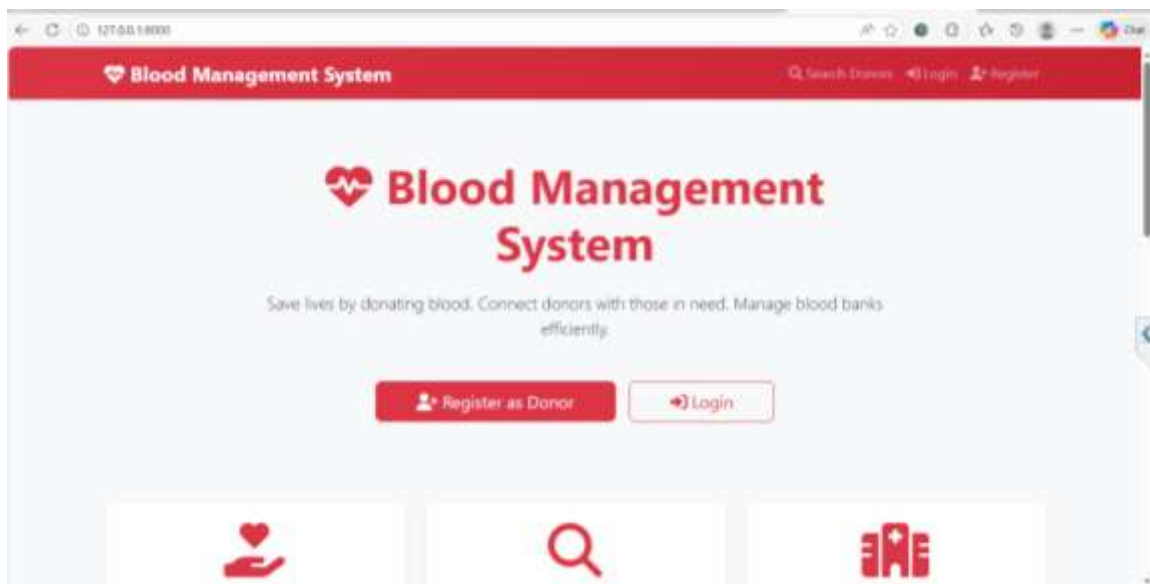 127.0.0.1:8000
Chat
Blood Management System
Search Donors Login Register
Blood Management
System
Save lives by donating blood. Connect donors with those in need. Manage blood banks
efficiently.
Register as Donor
Login